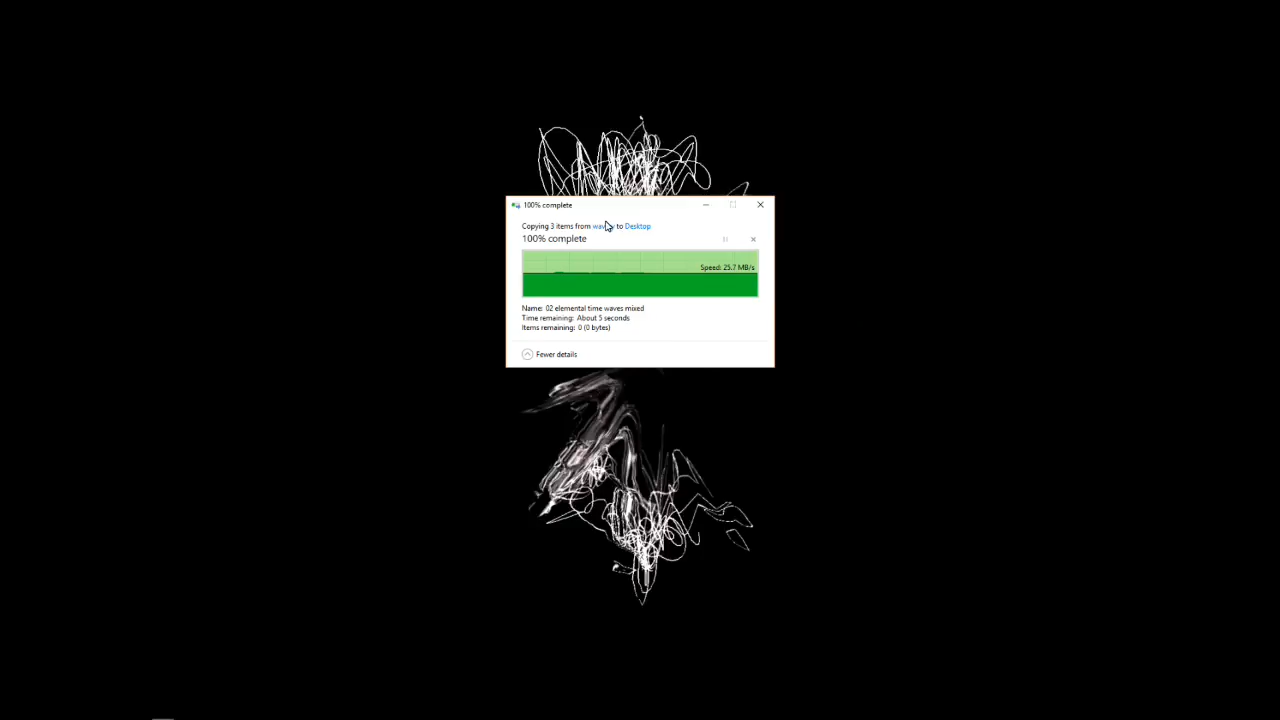 100% complete
Copying 3 items from to Desktop
100% complete
Speed: 25.7 MB/s
Name: 02 elemental time waves mixed
Time remaining: About 5 seconds
Items remaining: 0 (0 bytes)
Fewer details